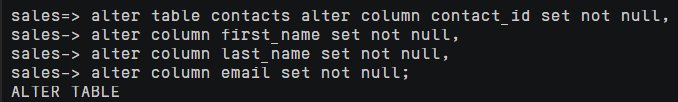 sales=> alter table contacts alter column contact_id set not null,
sales-> alter column first_name set not null,
sales-> alter column last_name set not null,
sales-> alter column email set not null;
ALTER TABLE